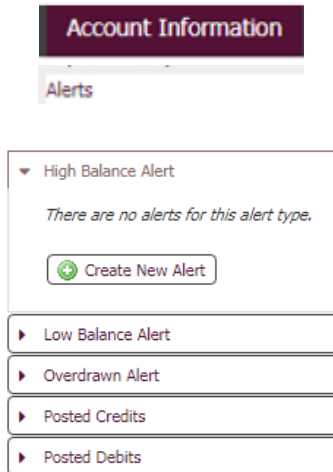 Account Information
Alerts
High Balance Alert
There are no alerts for this alert type.
Create New Alert
Low Balance Alert
Overdrawn Alert
Posted Credits
Posted Debits